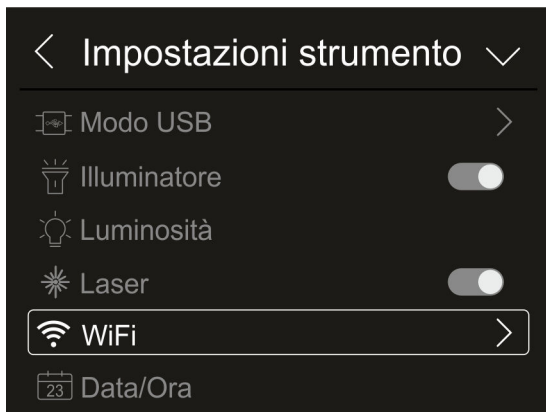 Impostazioni strumento
Modo USB
Illuminatore
Luminosità
Laser
WiFi
23 Data/Ora